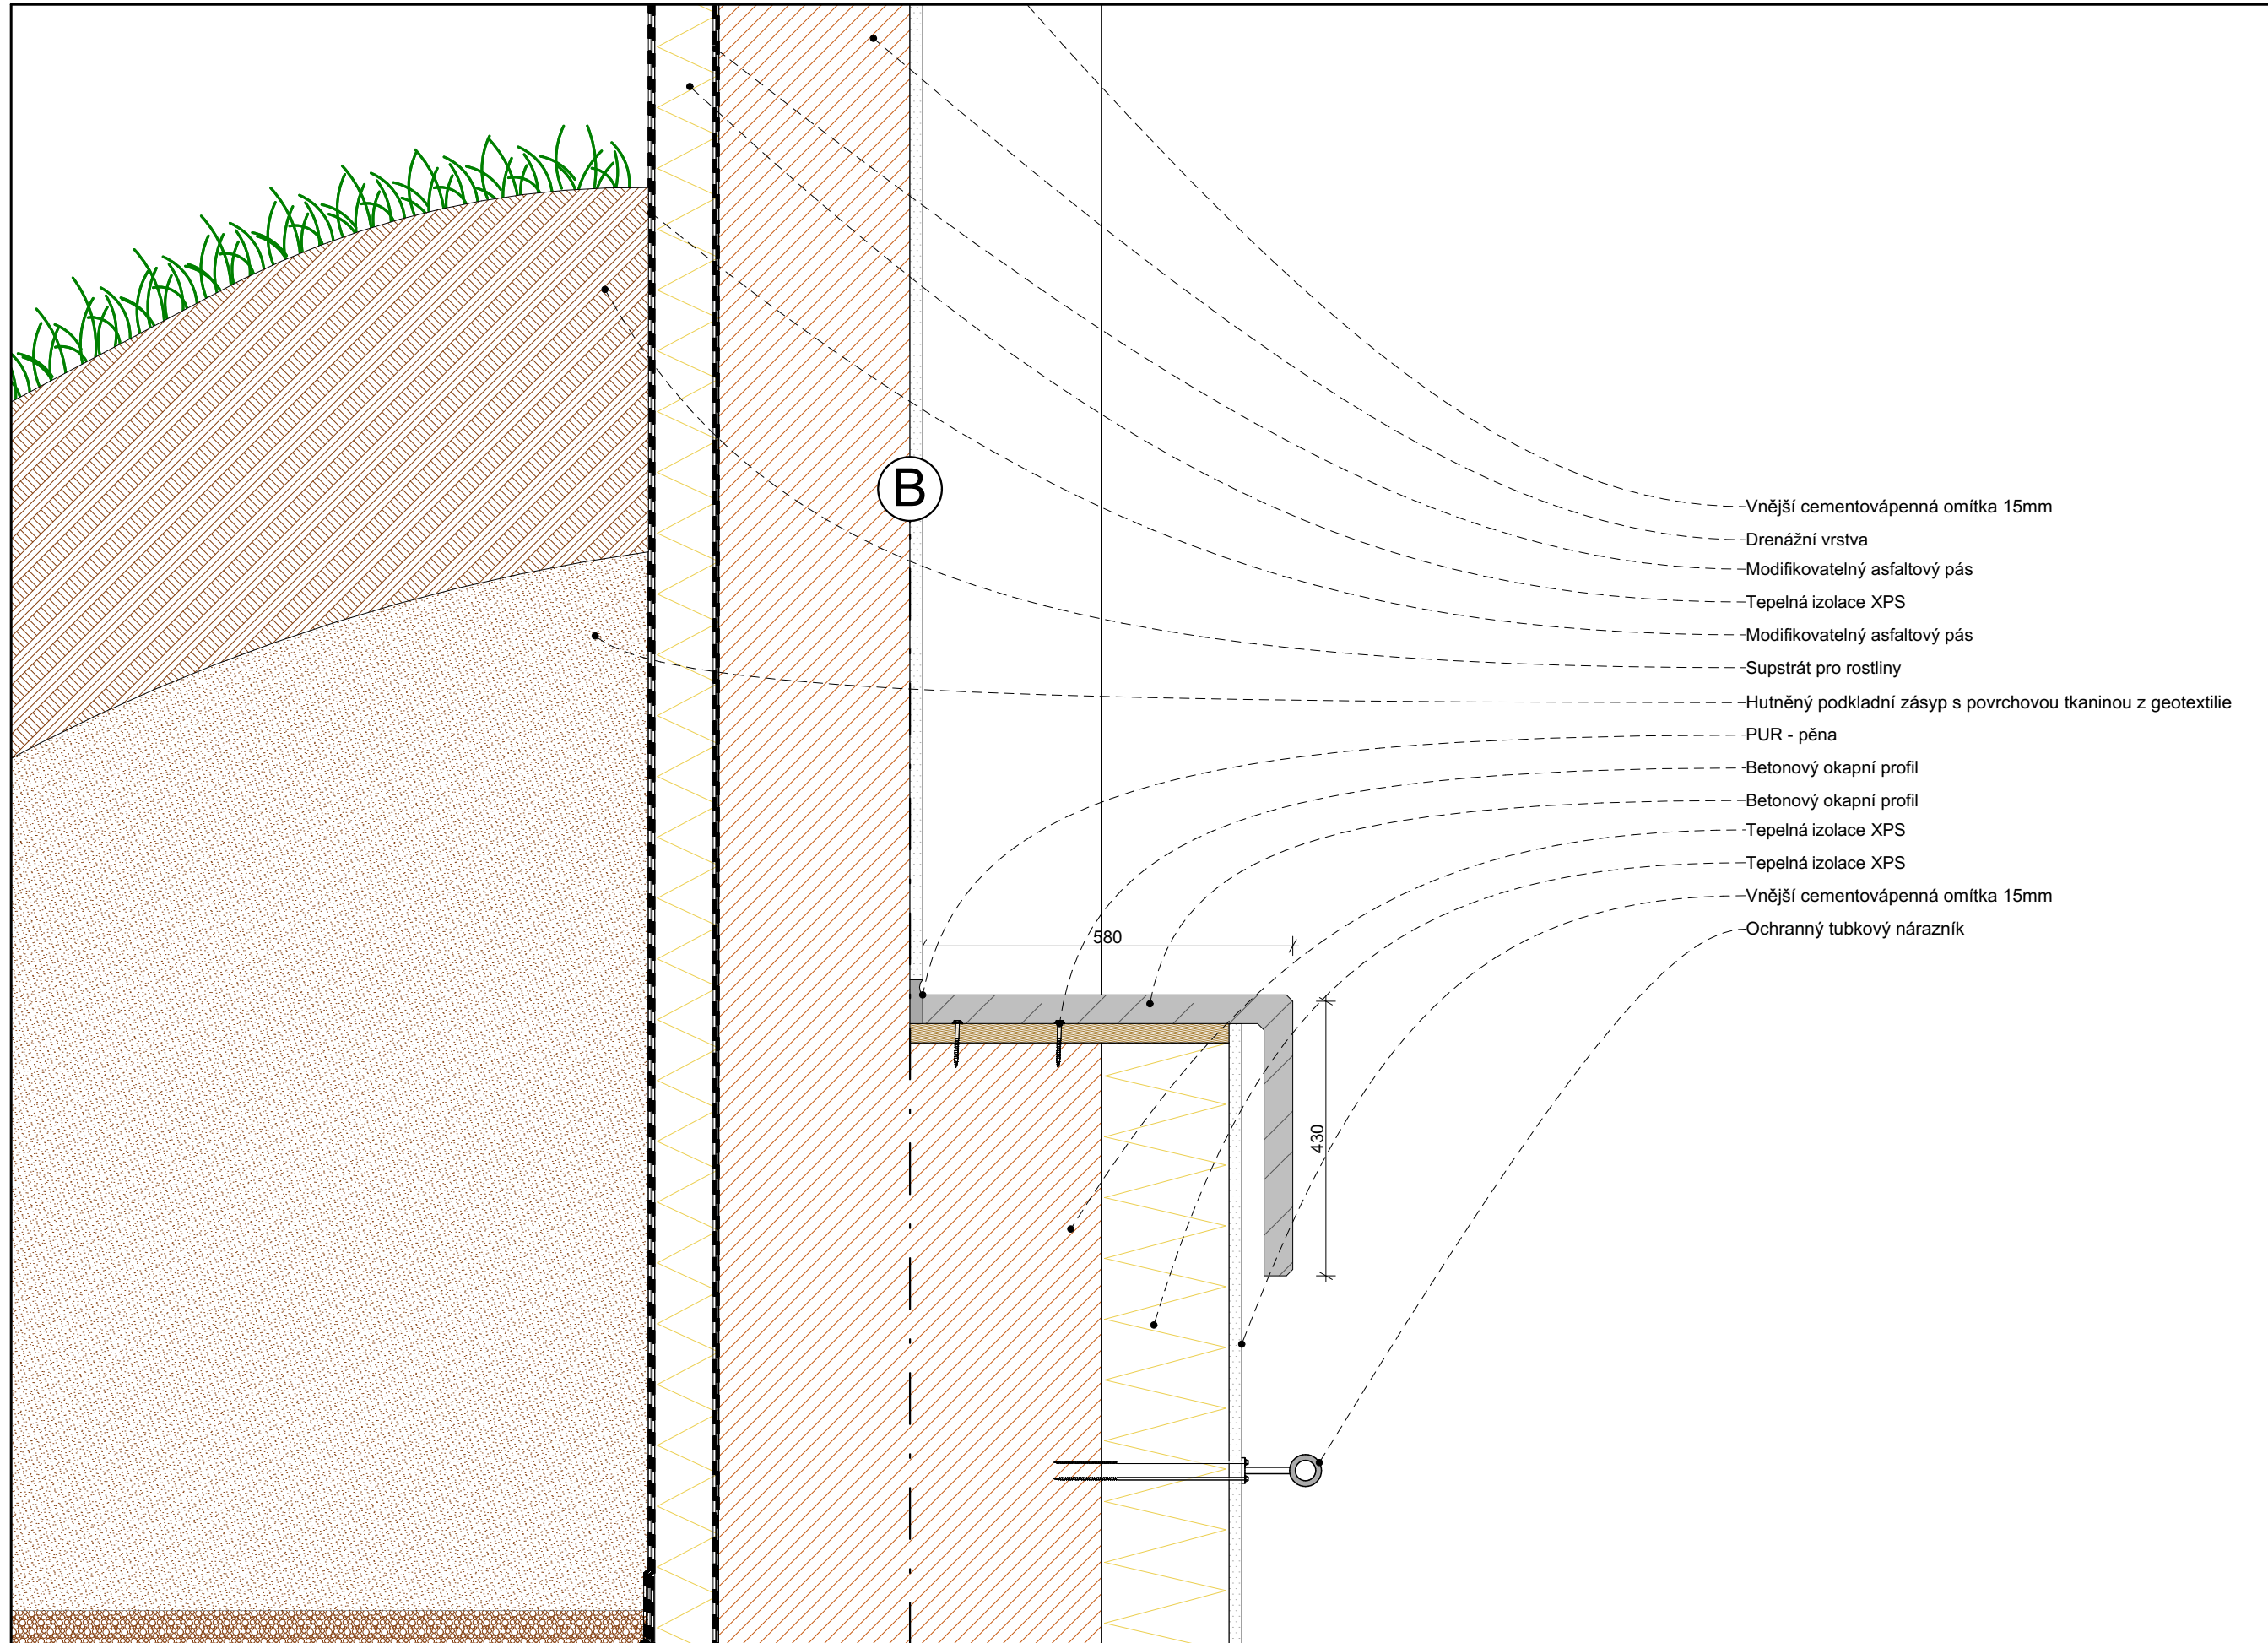 B
Vnější cementovápenná omítka 15mm
Drenážní vrstva
Modifikovatelný asfaltový pás
Tepelná izolace XPS
Modifikovatelný asfaltový pás
Supstrát pro rostliny
Hutněný podkladní zásyp s povrchovou tkaninou z geotextilie
PUR - pěna
Betonový okapní profil
Betonový okapní profil
Tepelná izolace XPS
Tepelná izolace XPS
Vnější cementovápenná omítka 15mm
Ochranný tubkový nárazník
580
430